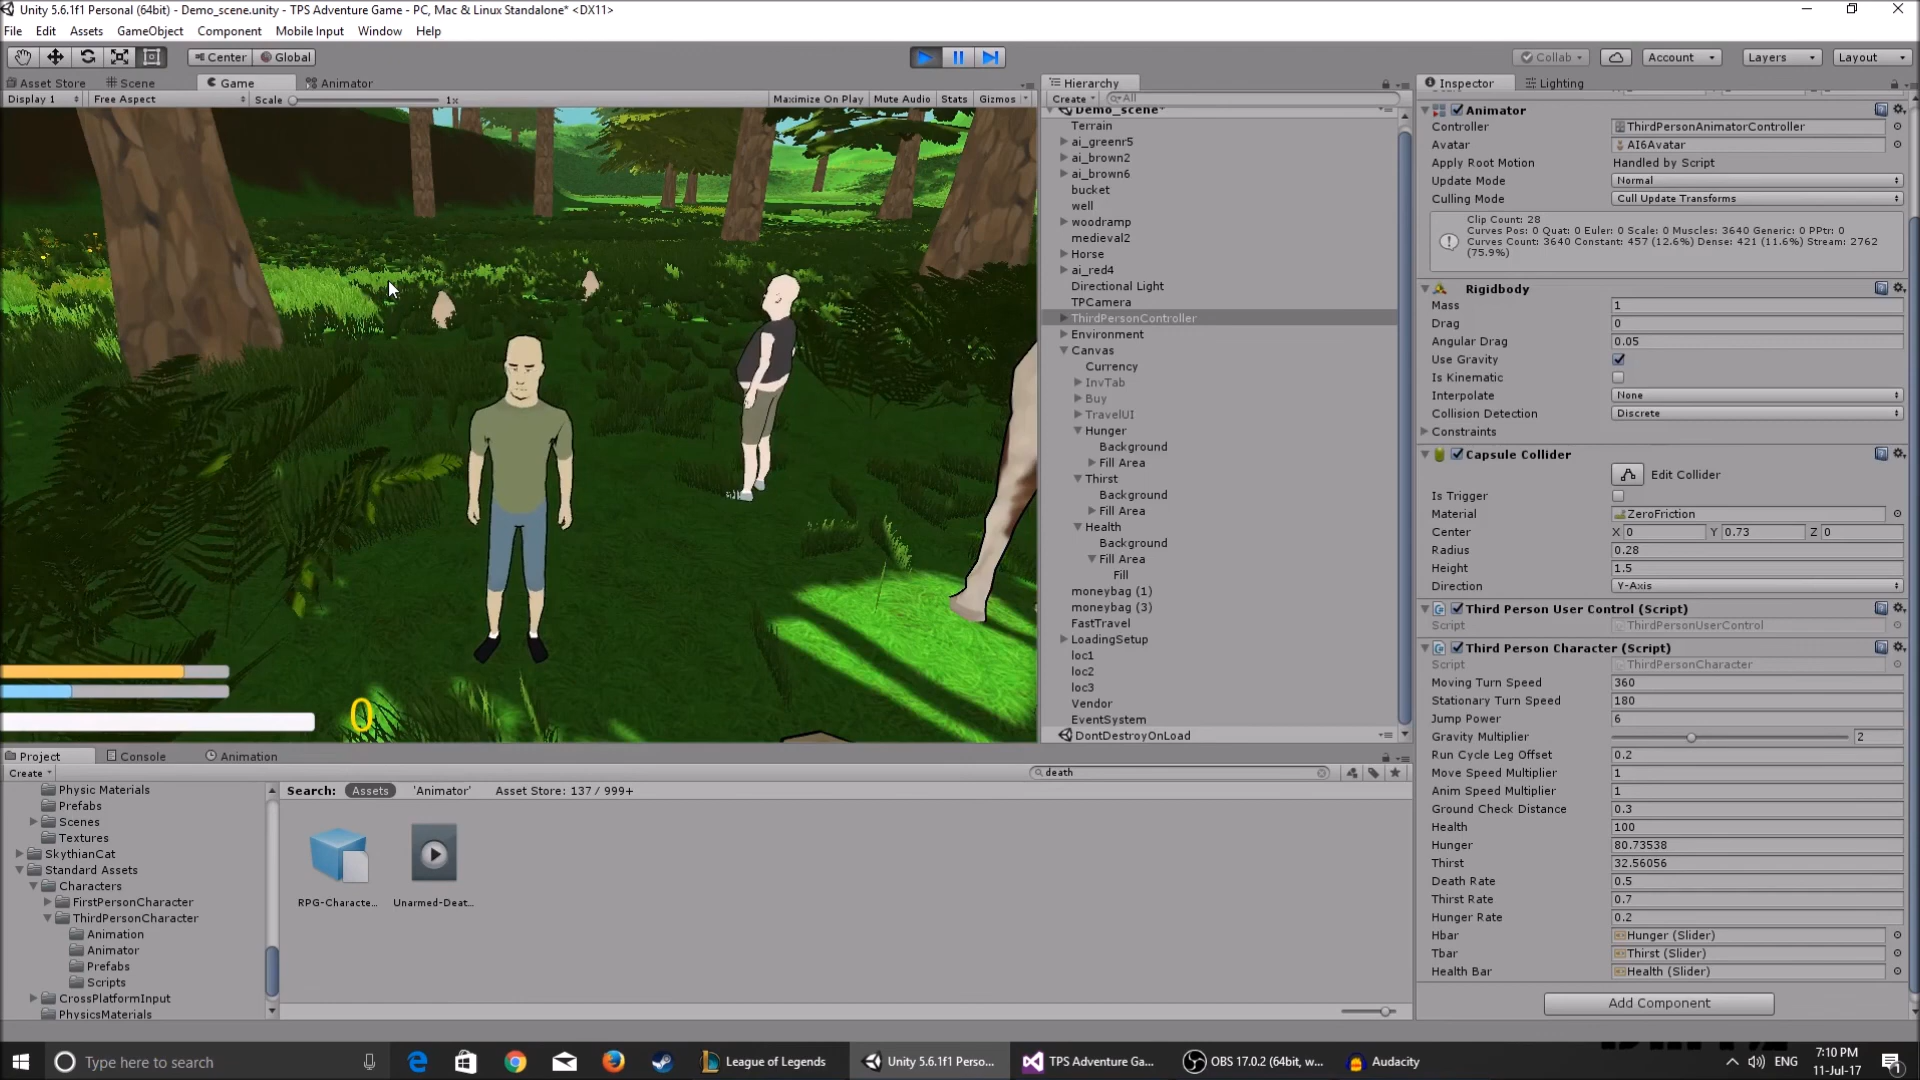 Unity 5.6.1f1 Personal (64bit) - Demo_scene.unity - TPS Adventure Game - PC, Mac & Linux Standalone* <DX11>
File Edit Assets GameObject Component Mobile Input Window Help
Center Global Collab Account Layers Layout
Asset Store Scene Game Animator
Display 1 Free Aspect Scale 1x Maximize On Play Mute Audio Stats Gizmos
0
Hierarchy
Create All
Demo_scene*
Terrain
ai_greenr5
ai_brown2
ai_brown6
bucket
well
woodramp
medieval2
Horse
ai_red4
Directional Light
TPCamera
ThirdPersonController
Environment
Canvas
Currency
InvTab
Buy
TravelUI
Hunger
Background
Fill Area
Thirst
Background
Fill Area
Health
Background
Fill Area
Fill
moneybag (1)
moneybag (3)
FastTravel
LoadingSetup
loc1
loc2
loc3
Vendor
EventSystem
DontDestroyOnLoad
Inspector Lighting
Animator
Controller ThirdPersonAnimatorController
Avatar AI6Avatar
Apply Root Motion Handled by Script
Update Mode Normal
Culling Mode Cull Update Transforms
Clip Count: 28
Curves Pos: 0 Quat: 0 Euler: 0 Scale: 0 Muscles: 3640 Generic: 0 PPtr: 0
Curves Count: 3640 Constant: 457 (12.6%) Dense: 421 (11.6%) Stream: 2762
(75.9%)
Rigidbody
Mass 1
Drag 0
Angular Drag 0.05
Use Gravity
Is Kinematic
Interpolate None
Collision Detection Discrete
Constraints
Capsule Collider
Edit Collider
Is Trigger
Material ZeroFriction
Center X 0 Y 0.73 Z 0
Radius 0.28
Height 1.5
Direction Y-Axis
Third Person User Control (Script)
Script ThirdPersonUserControl
Third Person Character (Script)
Script ThirdPersonCharacter
Moving Turn Speed 360
Stationary Turn Speed 180
Jump Power 6
Gravity Multiplier 2
Run Cycle Leg Offset 0.2
Move Speed Multiplier 1
Anim Speed Multiplier 1
Ground Check Distance 0.3
Health 100
Hunger 80.73538
Thirst 32.56056
Death Rate 0.5
Thirst Rate 0.7
Hunger Rate 0.2
Hbar Hunger (Slider)
Tbar Thirst (Slider)
Health Bar Health (Slider)
Add Component
Project Console Animation
Create death
Physic Materials
Prefabs
Scenes
Textures
SkythianCat
Standard Assets
Characters
FirstPersonCharacter
ThirdPersonCharacter
Animation
Animator
Prefabs
Scripts
CrossPlatformInput
PhysicsMaterials
Search: Assets 'Animator' Asset Store: 137 / 999+
RPG-Characte... Unarmed-Deat...
Type here to search League of Legends Unity 5.6.1f1 Perso... TPS Adventure Ga... OBS 17.0.2 (64bit, w... Audacity ENG 7:10 PM
11-Jul-17 1